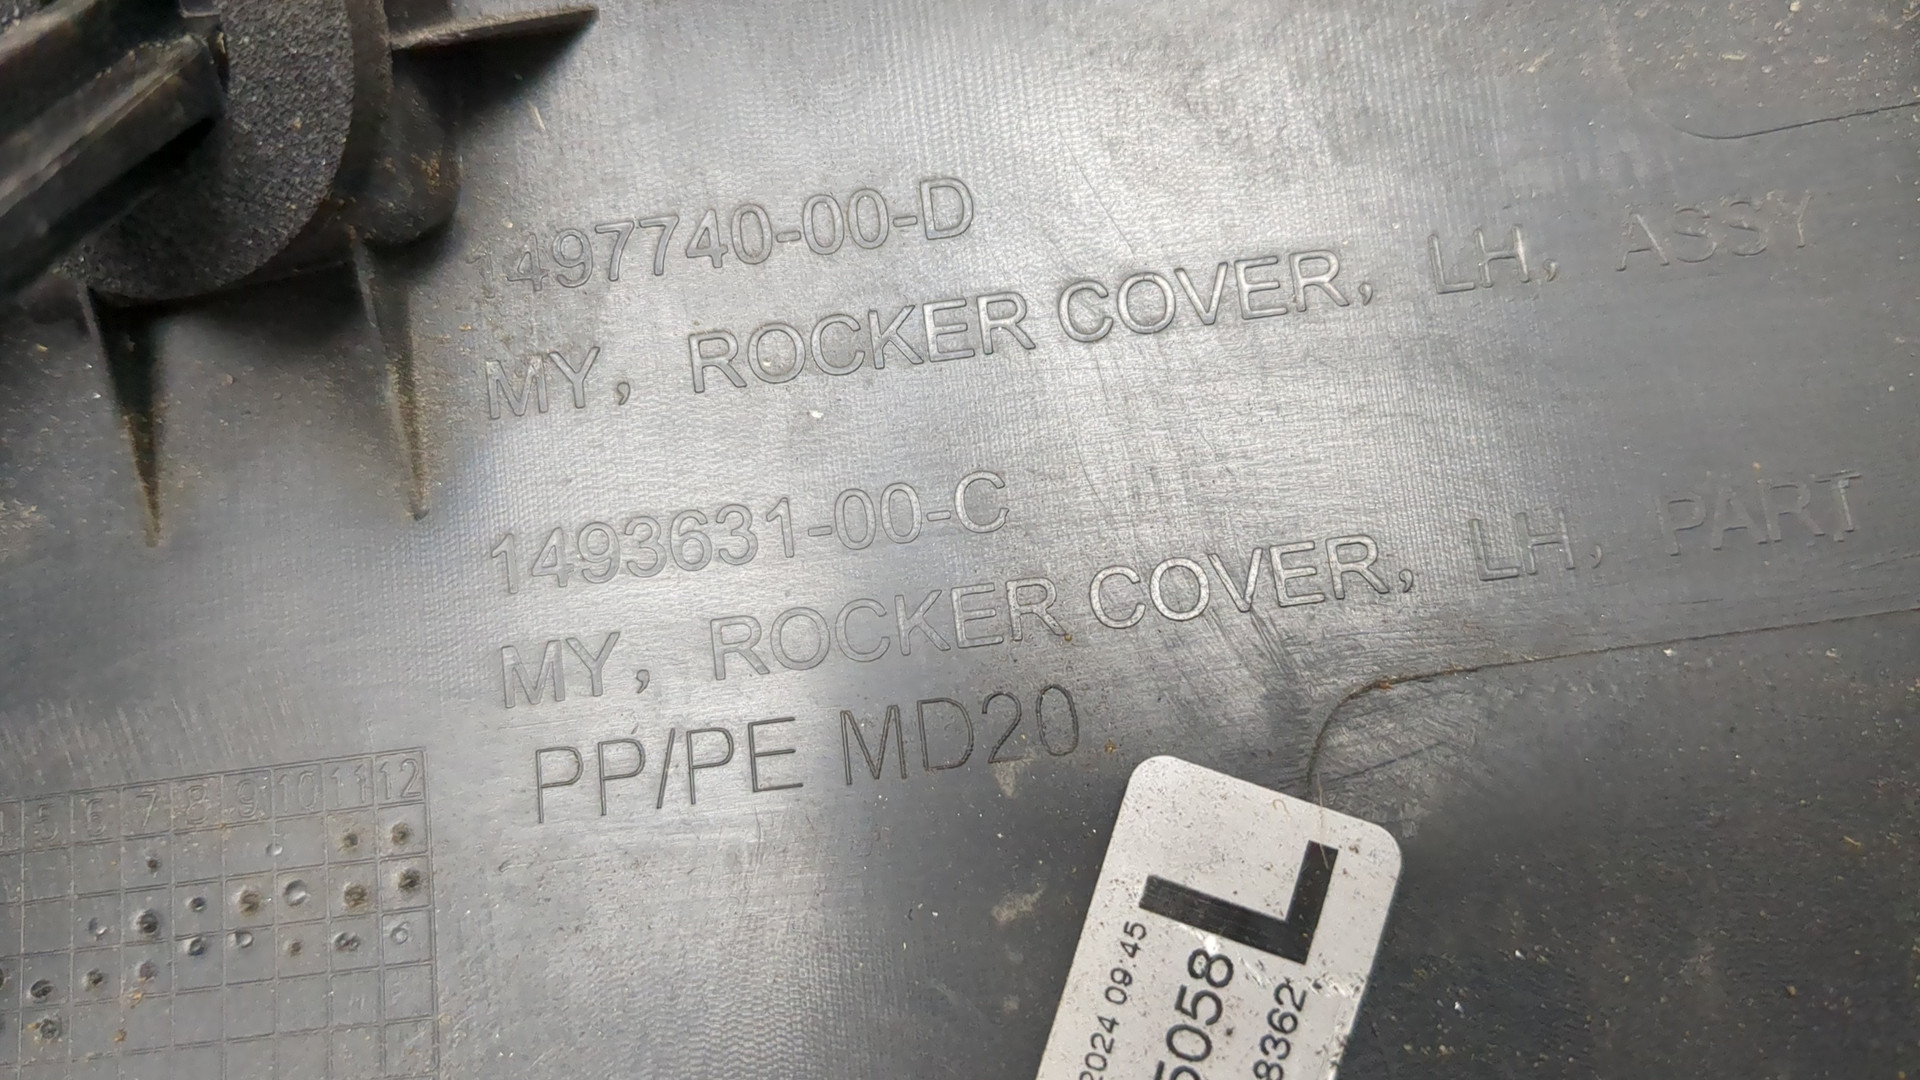 1497740-00-D
MY, ROCKER COVER, LH, ASSY
1493631-00-C
MY, ROCKER COVER, LH, PART
PP/PE MD20
5 6 7 8 9 10 11 12
6
L
2024 09:45
5058
8362